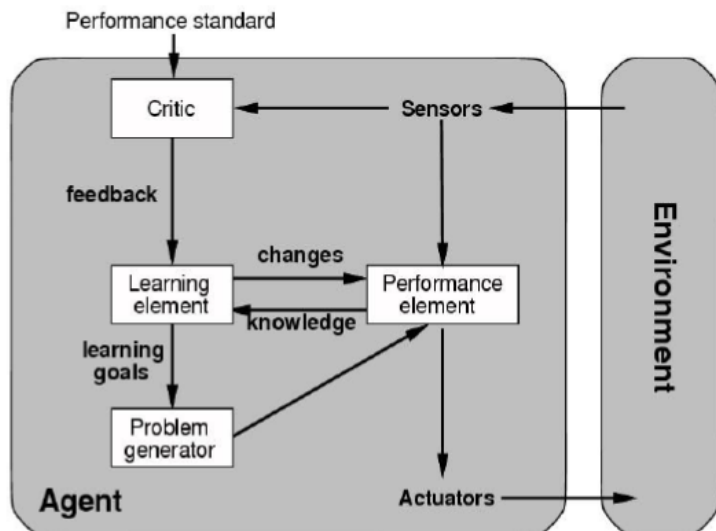 Performance standard
Critic
Sensors
feedback
changes
Learning
element
Performance
element
knowledge
learning
goals
Problem
generator
Agent
Actuators
Environment